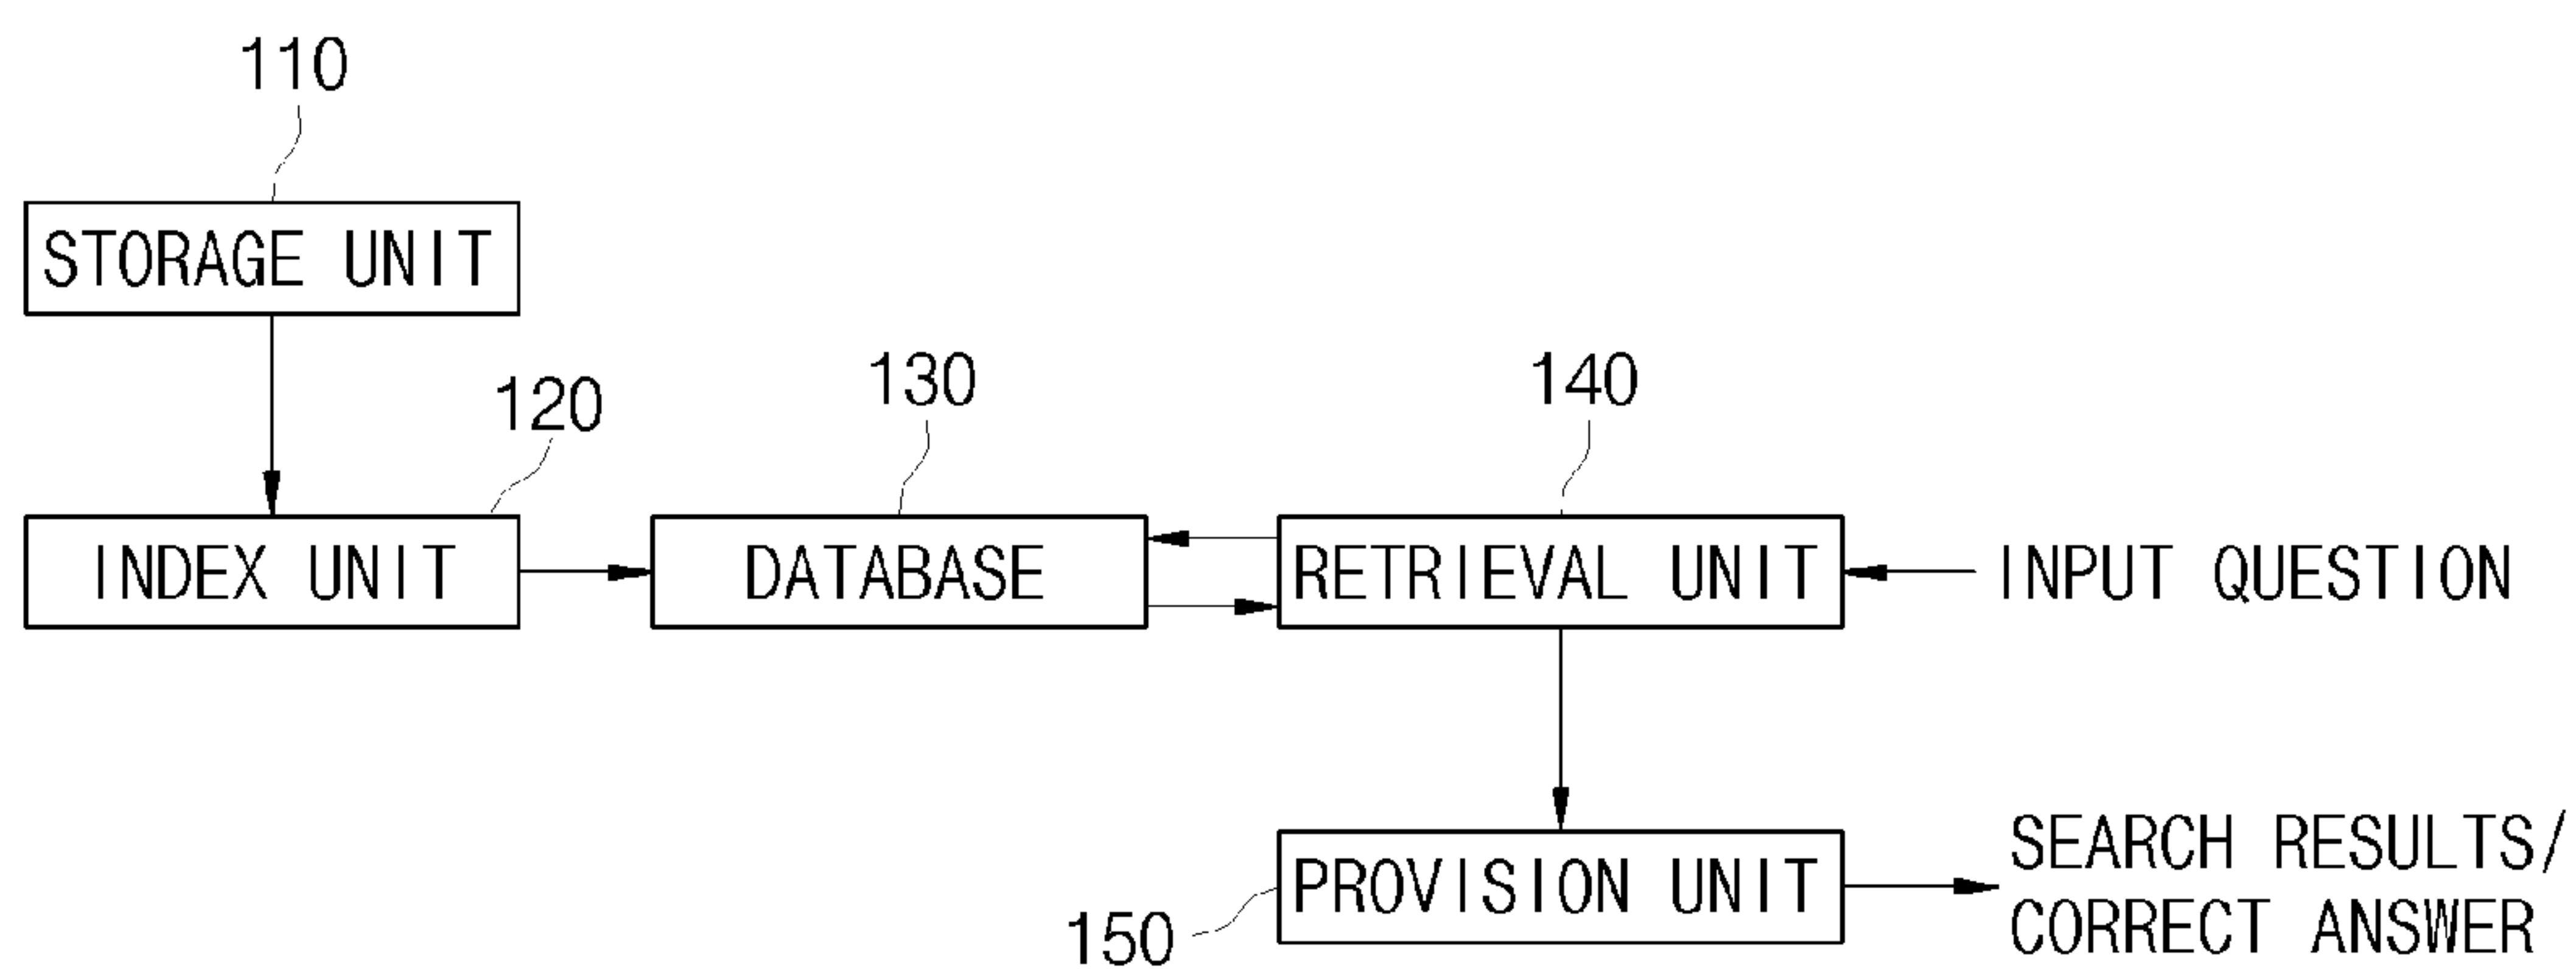 110
STORAGE UNIT
120
130
140
INDEX UNIT
DATABASE
RETRIEVAL UNIT
INPUT QUESTION
PROVISION UNIT
150
SEARCH RESULTS/
CORRECT ANSWER